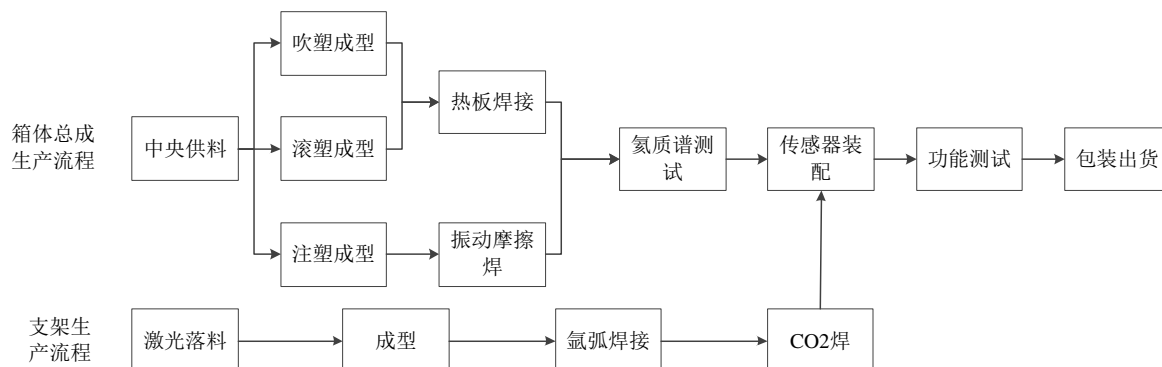 吹塑成型
箱体总成
生产流程
中央供料
滚塑成型
热板焊接
氦质谱测
试
传感器装
配
功能测试
包装出货
注塑成型
振动摩擦
焊
支架生
产流程
激光落料
成型
氩弧焊接
CO2焊